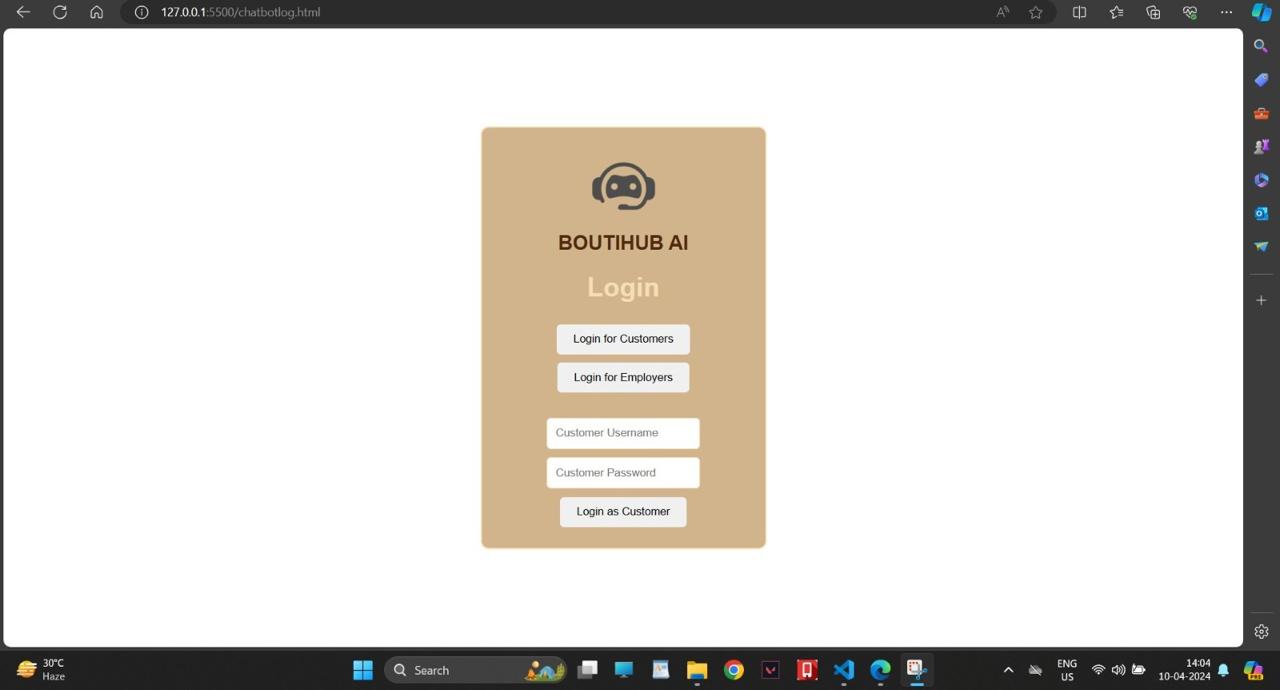 127.0.0.1:5500/chatbotlog.html
BOUTIHUB AI
Login
Login for Customers
Login for Employers
Customer Username
Customer Password
Login as Customer
30°C
Haze
Search
ENG
US
14:04
10-04-2024